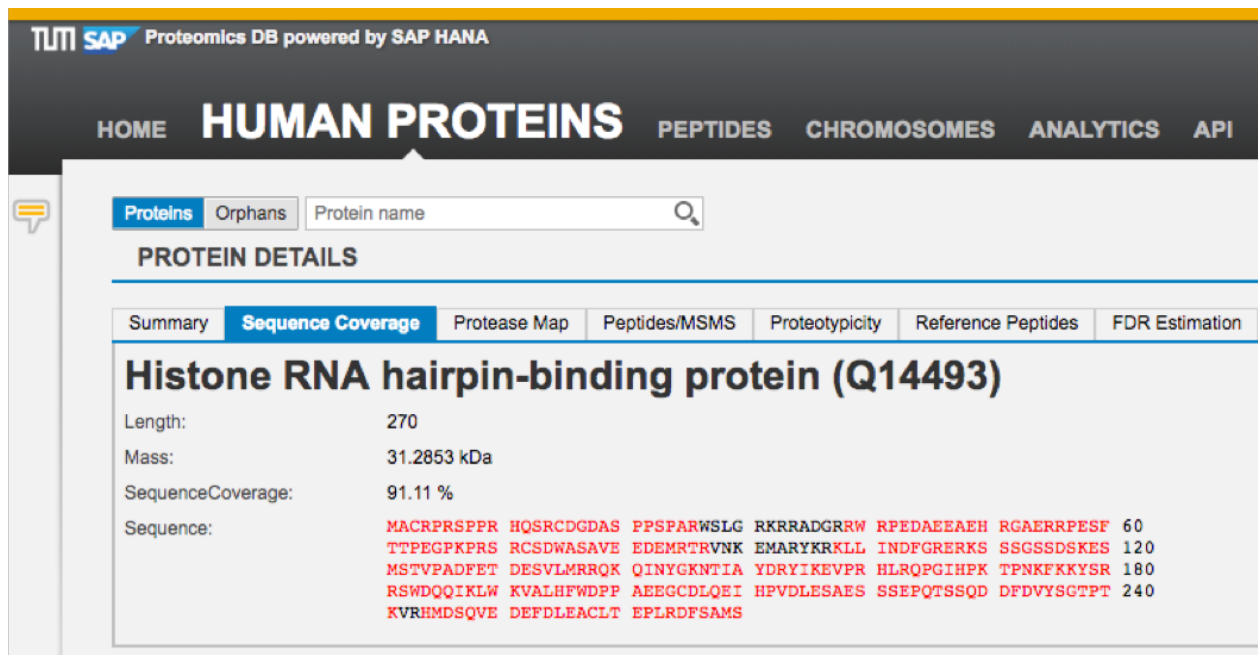 TUM SAP Proteomics DB powered by SAP HANA
HOME HUMAN PROTEINS PEPTIDES CHROMOSOMES ANALYTICS API
Proteins Orphans Protein name
PROTEIN DETAILS
Summary Sequence Coverage Protease Map Peptides/MSMS Proteotypicity Reference Peptides FDR Estimation
Histone RNA hairpin-binding protein (Q14493)
Length: 270
Mass: 31.2853 kDa
SequenceCoverage: 91.11 %
Sequence: MACRPRSPPR HQSRCDGDAS PPSPARWSLG RKRRADGRRW RPEDAEEAEH RGAERRPESF 60
TTPEGPKPRS RCSDWASAVE EDEMRTRVNK EMARYKRKLL INDFGRERKS SSGSSDSKES 120
MSTVPADFET DESVLMRRQK QINYGKNTIA YDRYIKEVPR HLRQPGIHPK TPNKFKKYSR 180
RSWDQQIKLW KVALHFWDPP AEEGCDLQEI HPVDLESAES SSEPQTSSQD DFDVYSGTPT 240
KVRHMDSQVE DEFDLEACLT EPLRDFSAMS